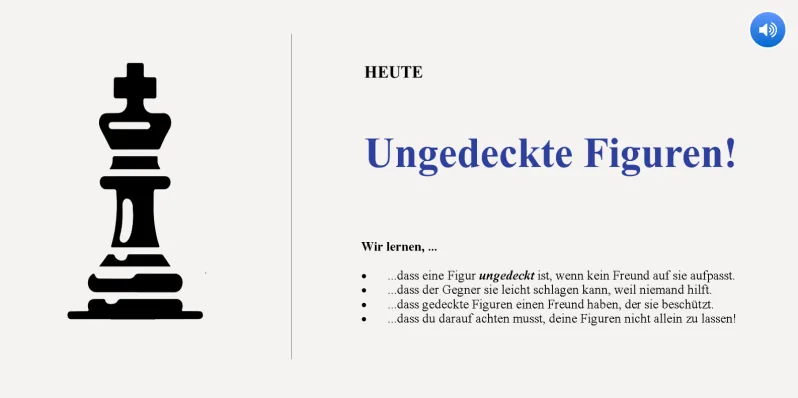 HEUTE
Ungedeckte Figuren!
Wir lernen, ...
• ...dass eine Figur ungedeckt ist, wenn kein Freund auf sie aufpasst.
• ...dass der Gegner sie leicht schlagen kann, weil niemand hilft.
• ...dass gedeckte Figuren einen Freund haben, der sie beschützt.
• ...dass du darauf achten musst, deine Figuren nicht allein zu lassen!